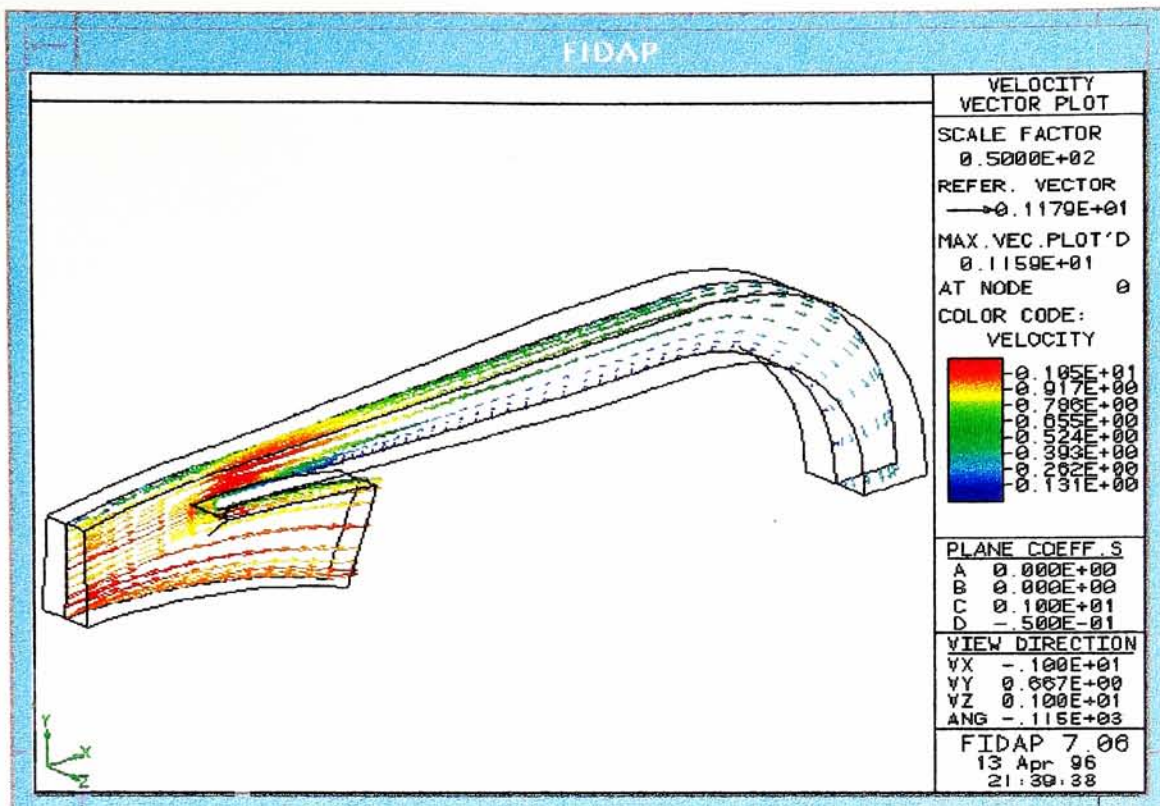 FIDAP
VELOCITY
VECTOR PLOT
SCALE FACTOR
0.5000E+02
REFER. VECTOR
0.1179E+01
MAX.VEC.PLOT'D
0.1159E+01
AT NODE 0
COLOR CODE:
VELOCITY
0.105E+01
0.917E+00
0.786E+00
0.655E+00
0.524E+00
0.393E+00
0.262E+00
0.131E+00
PLANE COEFF.S
A 0.000E+00
B 0.000E+00
C 0.100E+01
D -.500E-01
VIEW DIRECTION
VX -.100E+01
VY 0.667E+00
VZ 0.100E+01
ANG -.115E+03
FIDAP 7.06
13 Apr 96
21:39:38
Y
X
Z